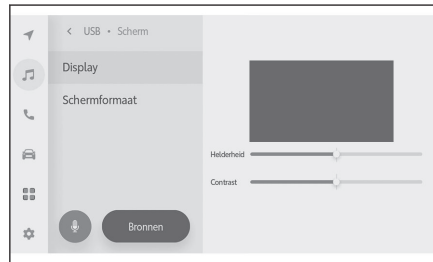 < USB • Scherm
Display
Schermformaat
Helderheid
Contrast
Bronnen